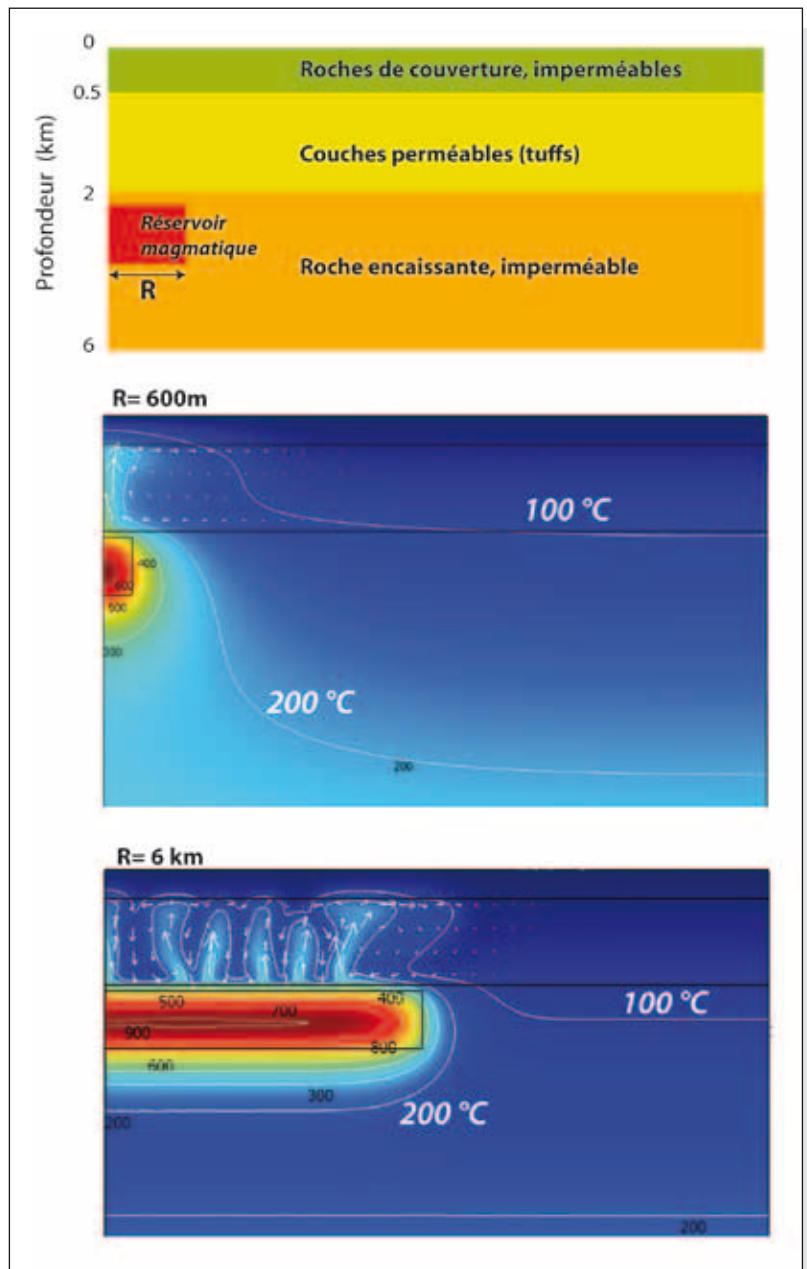 0
Roches de couverture, imperméables
0.5
Profondeur (km)
Couches perméables (tuffs)
2
Réservoir
magmatique
Roche encaissante, imperméable
R
6
R= 600m
100 °C
400
600
500
300
200 °C
200
R= 6 km
500
700
400
100 °C
900
800
600
300
200 °C
200
200